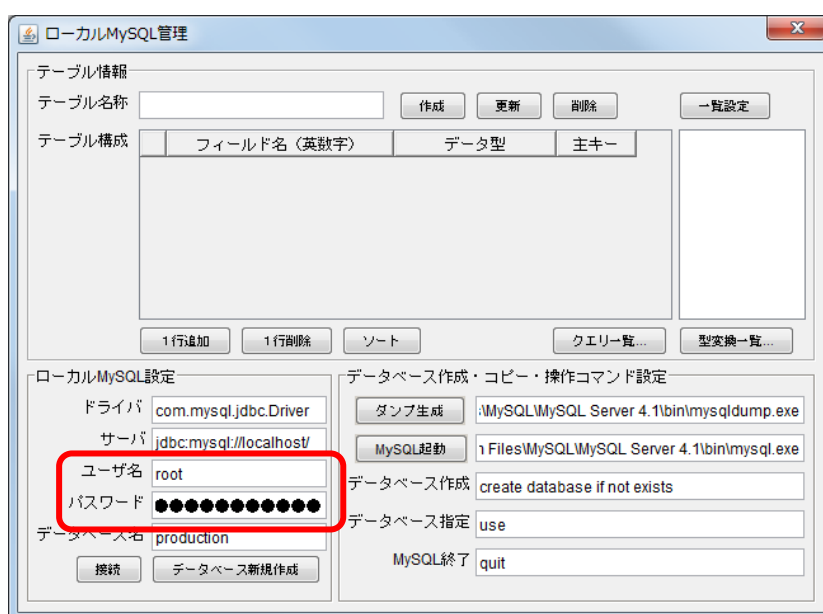 ローカルMySQL管理
テーブル情報
テーブル名称 作成 更新 削除 一覧設定
テーブル構成 フィールド名（英数字） データ型 主キー
1行追加 1行削除 ソート クエリ一覧... 型変換一覧...
ローカルMySQL設定
ドライバ com.mysql.jdbc.Driver
サーバ jdbc:mysql://localhost/
ユーザ名 root
パスワード ●●●●●●●●●●●
データベース名 production
接続 データベース新規作成
データベース作成・コピー・操作コマンド設定
ダンプ生成 :\MySQL\MySQL Server 4.1\bin\mysqldump.exe
MySQL起動 n Files\MySQL\MySQL Server 4.1\bin\mysql.exe
データベース作成 create database if not exists
データベース指定 use
MySQL終了 quit